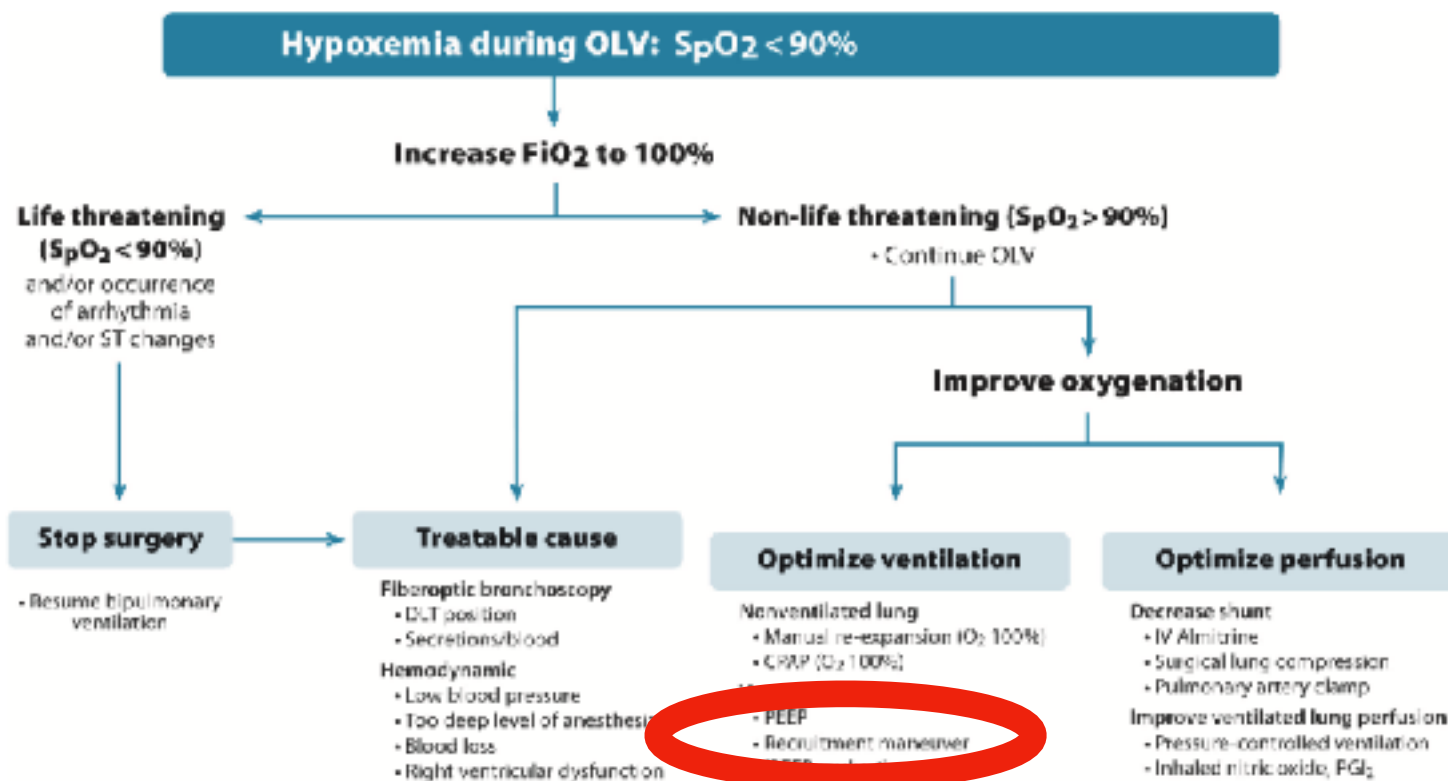 Hypoxemia during OLV: SpO2 < 90%
Increase FiO2 to 100%
Life threatening
(SpO2 < 90%)
and/or occurrence
of arrhythmia
and/or ST changes
Non-life threatening (SpO2 > 90%)
• Continue OLV
Improve oxygenation
Stop surgery
• Resume bipulmonary
ventilation
Treatable cause
Fiberoptic bronchoscopy
• DLT position
• Secretions/blood
Hemodynamic
• Low blood pressure
• Too deep level of anesthesia
• Blood loss
• Right ventricular dysfunction
Optimize ventilation
Nonventilated lung
• Manual re-expansion (O2 100%)
• CPAP (O2 100%)
• PEEP
• Recruitment maneuver
Optimize perfusion
Decrease shunt
• IV Almitrine
• Surgical lung compression
• Pulmonary artery clamp
Improve ventilated lung perfusion
• Pressure-controlled ventilation
• Inhaled nitric oxide, PGI2